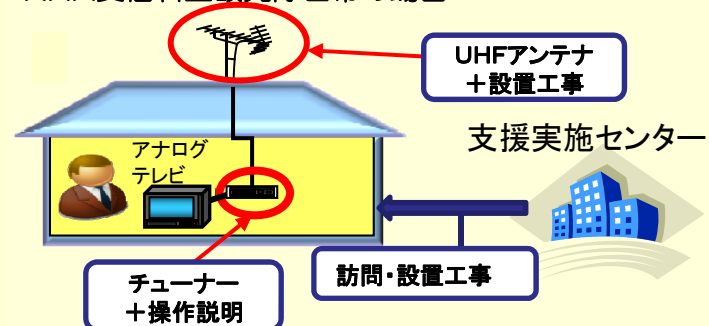 UHFアンテナ
＋設置工事
支援実施センター
アナログ
テレビ
訪問・設置工事
チューナー
＋操作説明